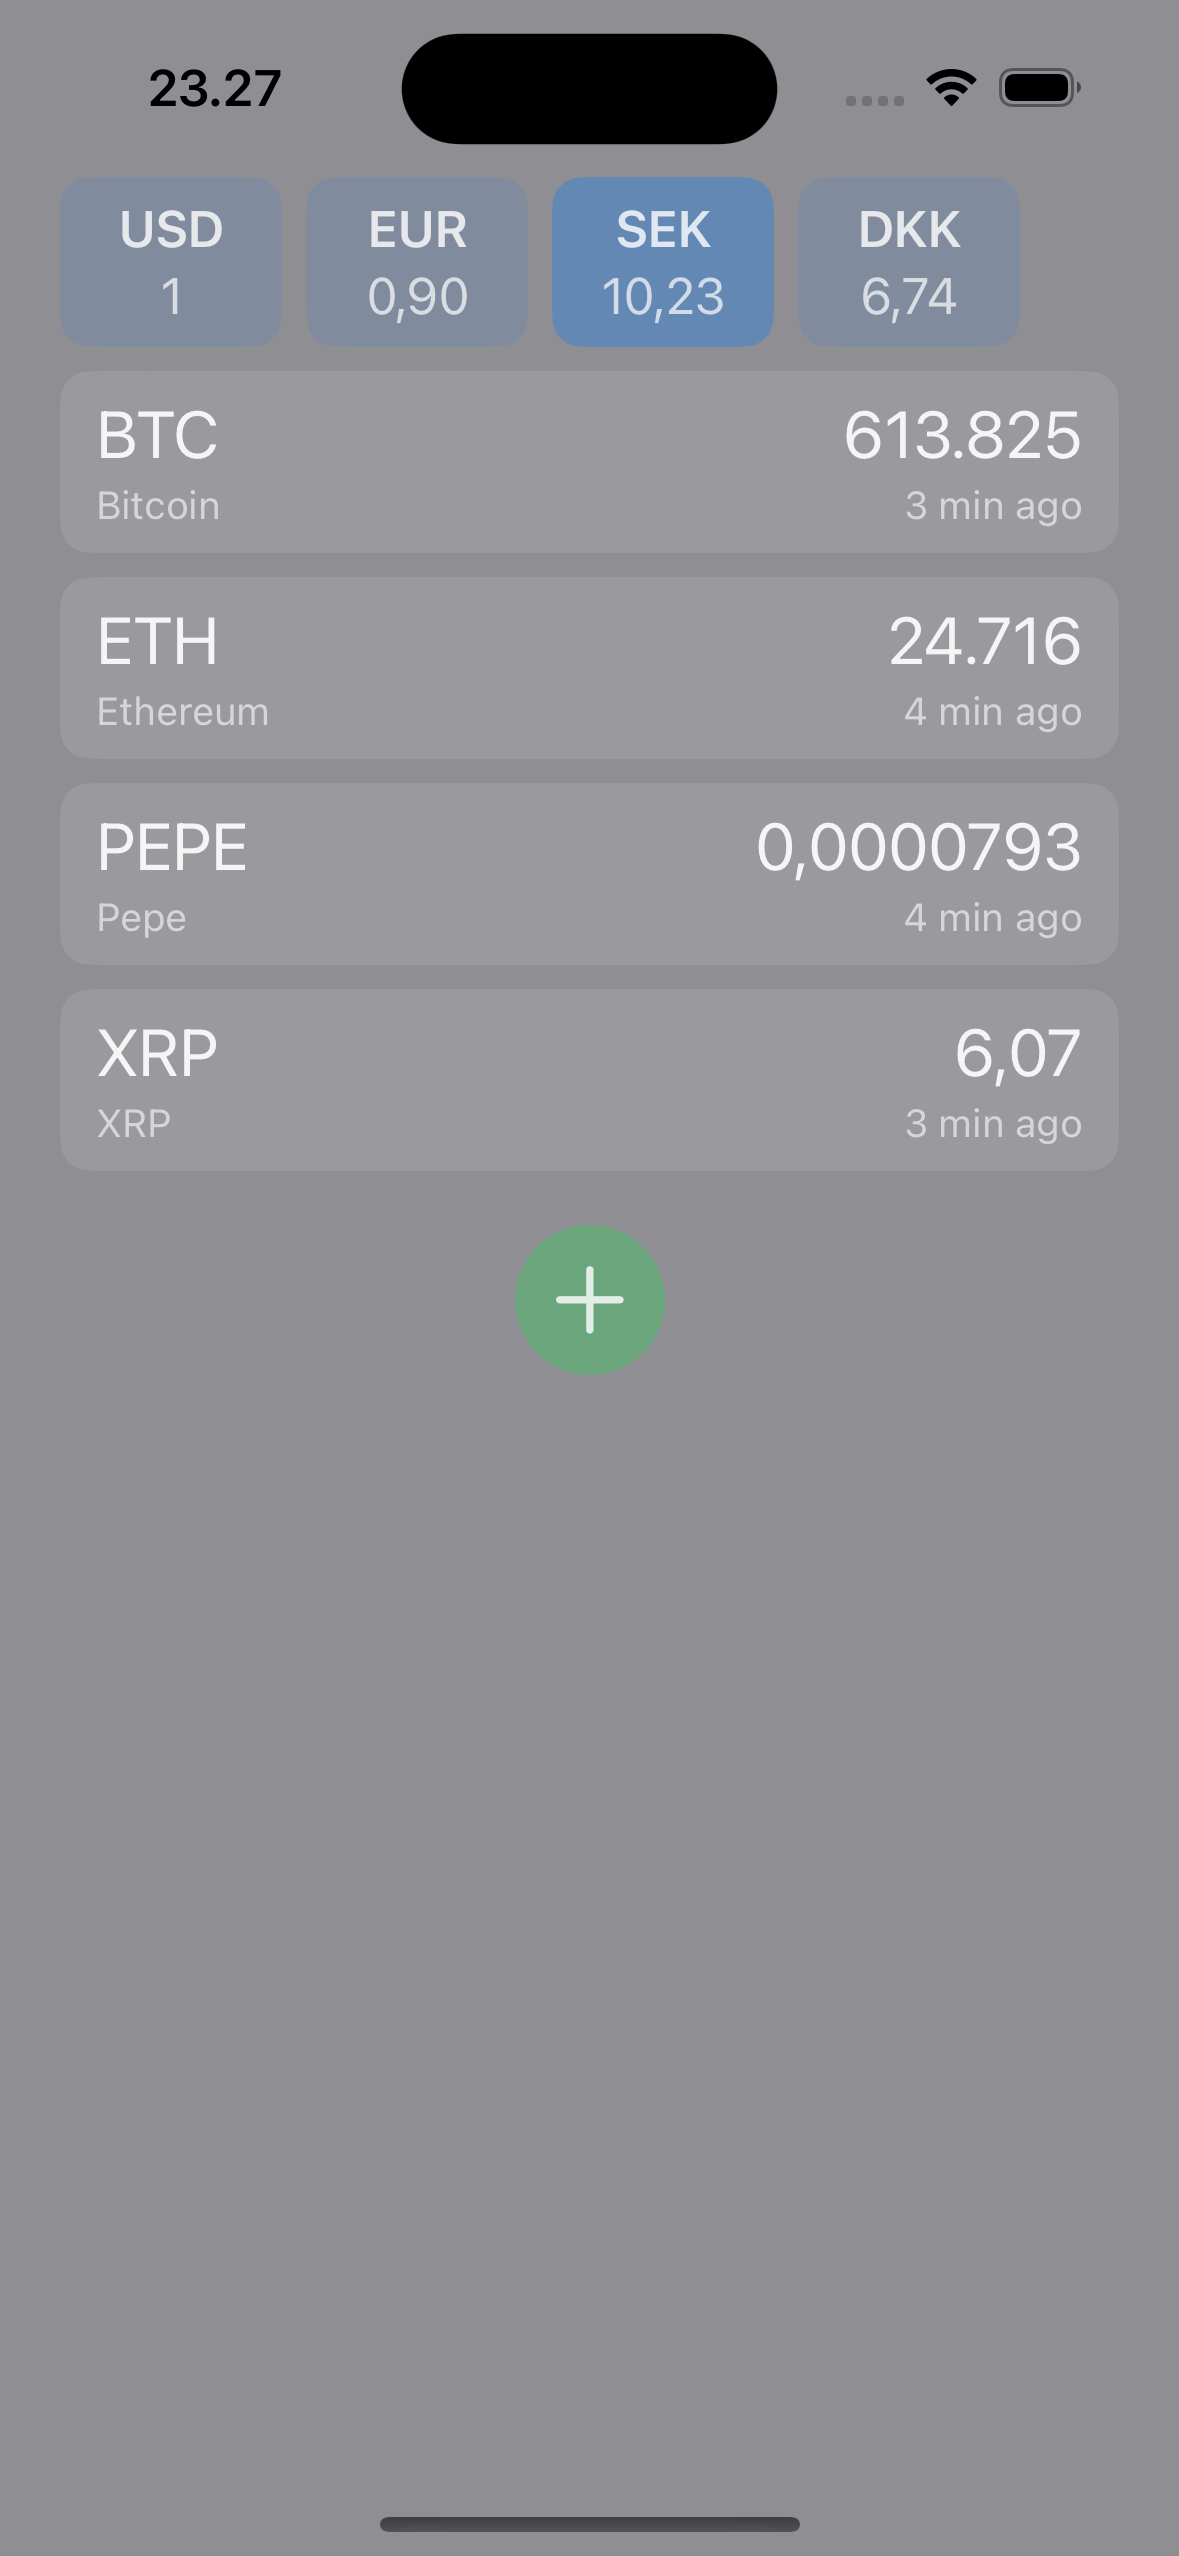 23.27
USD EUR SEK DKK
1 0,90 10,23 6,74
BTC 613.825
Bitcoin 3 min ago
ETH 24.716
Ethereum 4 min ago
PEPE 0,0000793
Pepe 4 min ago
XRP 6,07
XRP 3 min ago